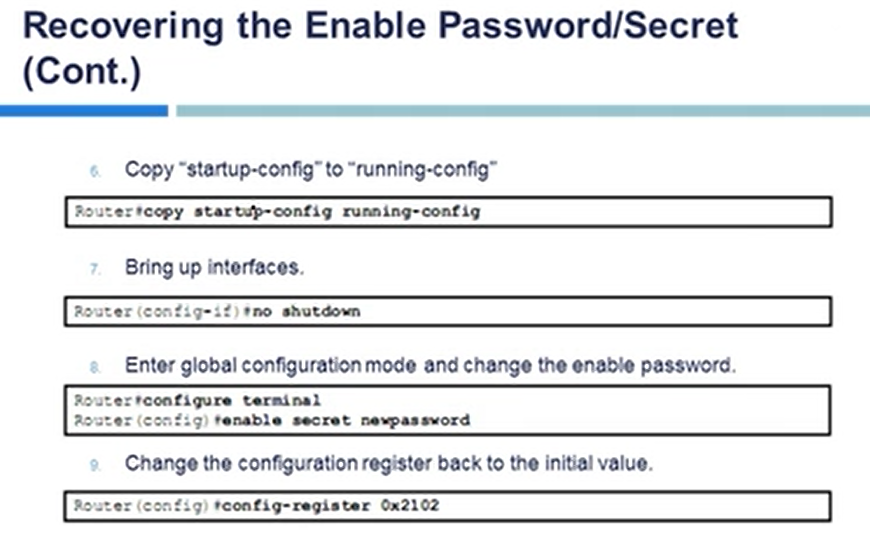 Recovering the Enable Password/Secret
(Cont.)
6. Copy “startup-config” to “running-config”
Router#copy startup-config running-config
7. Bring up interfaces.
Router(config-if)#no shutdown
8. Enter global configuration mode and change the enable password.
Router#configure terminal
Router(config)#enable secret newpassword
9. Change the configuration register back to the initial value.
Router(config)#config-register 0x2102